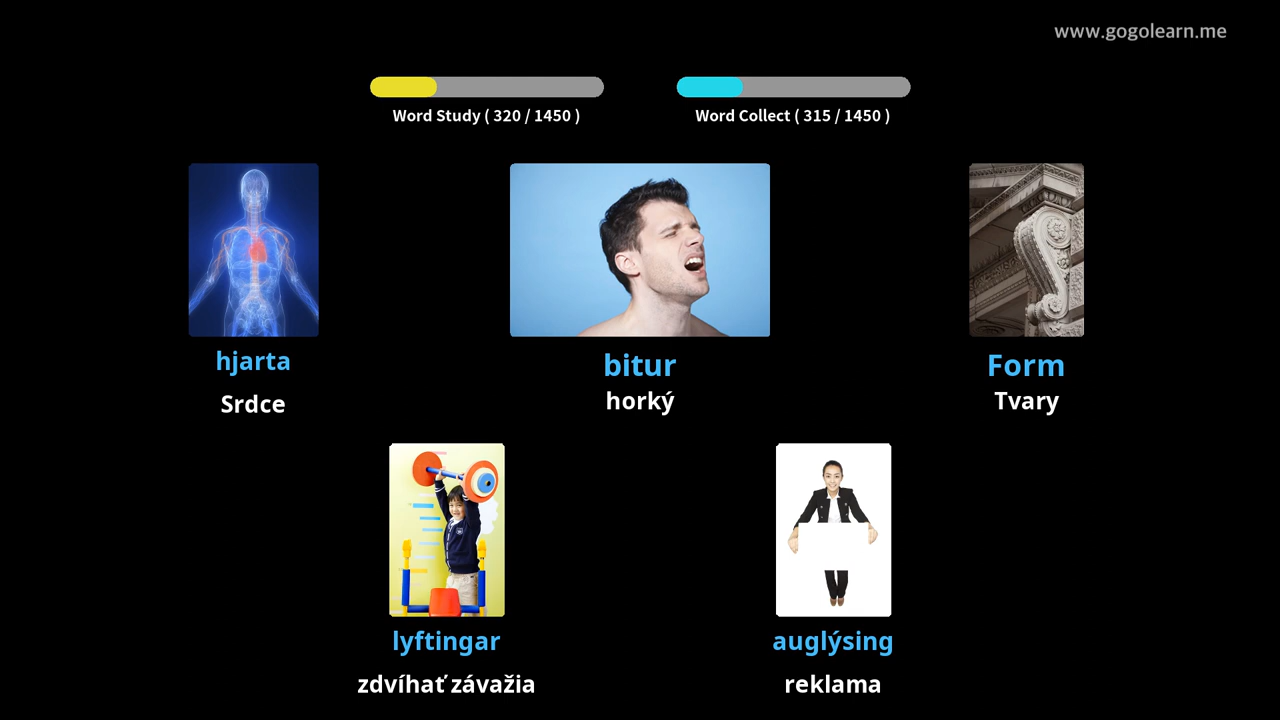 www.gogolearn.me
Word Study ( 320 / 1450 )
Word Collect ( 315 / 1450 )
hjarta
Srdce
bitur
horký
Form
Tvary
lyftingar
zdvíhať závažia
auglýsing
reklama